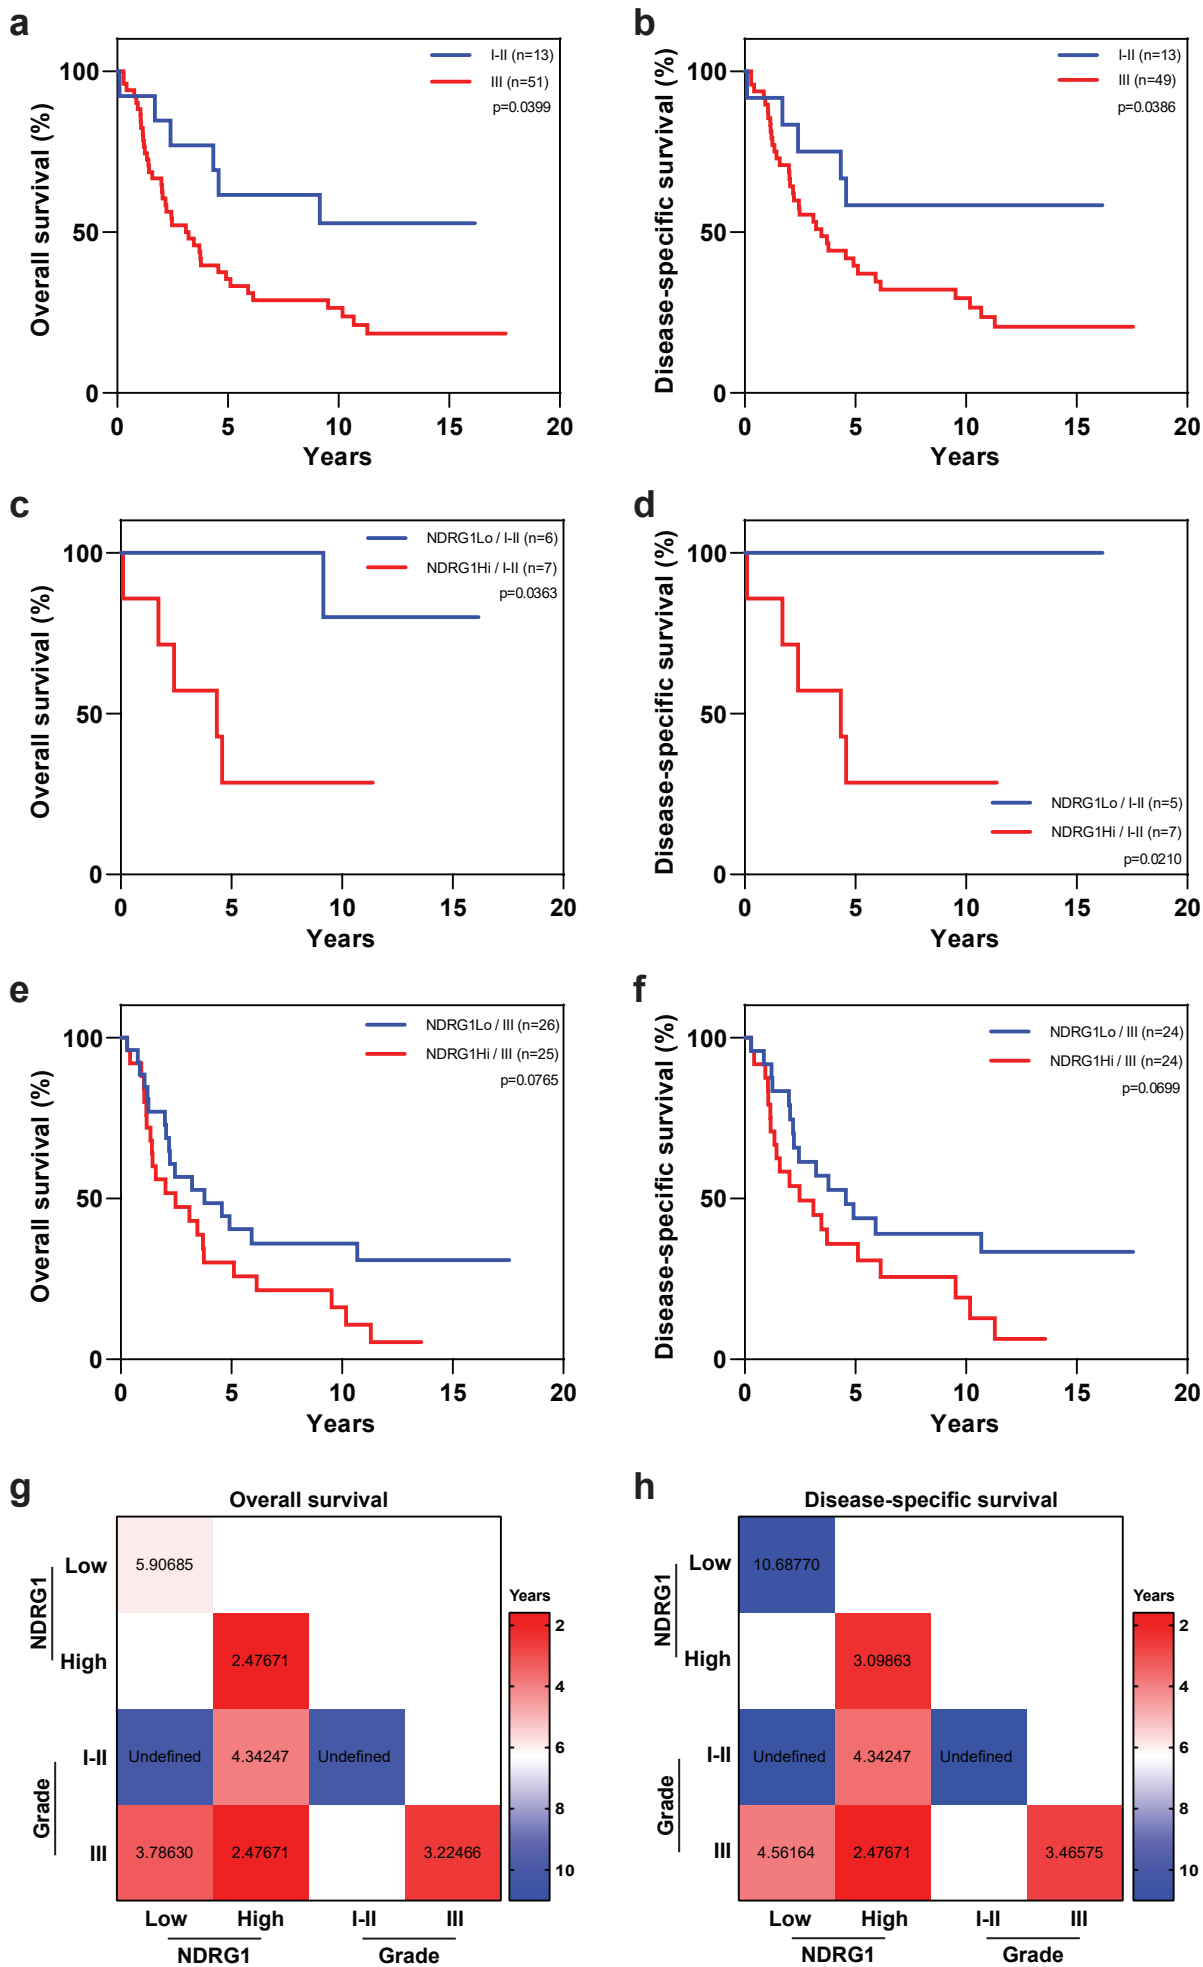 a
Overall survival (%)
100
50
0
0 5 10 15 20
Years
I-II (n=13)
III (n=51)
p=0.0399
b
Disease-specific survival (%)
100
50
0
0 5 10 15 20
Years
I-II (n=13)
III (n=49)
p=0.0386
c
Overall survival (%)
100
50
0
0 5 10 15 20
Years
NDRG1Lo / I-II (n=6)
NDRG1Hi / I-II (n=7)
p=0.0363
d
Disease-specific survival (%)
100
50
0
0 5 10 15 20
Years
NDRG1Lo / I-II (n=5)
NDRG1Hi / I-II (n=7)
p=0.0210
e
Overall survival (%)
100
50
0
0 5 10 15 20
Years
NDRG1Lo / III (n=26)
NDRG1Hi / III (n=25)
p=0.0765
f
Disease-specific survival (%)
100
50
0
0 5 10 15 20
Years
NDRG1Lo / III (n=24)
NDRG1Hi / III (n=24)
p=0.0699
g
Overall survival
NDRG1
Low
High
Grade
I-II
III
5.90685
2.47671
Undefined 4.34247 Undefined
3.78630 2.47671 3.22466
Low High I-II III
NDRG1 Grade
Years
2
4
6
8
10
h
Disease-specific survival
NDRG1
Low
High
Grade
I-II
III
10.68770
3.09863
Undefined 4.34247 Undefined
4.56164 2.47671 3.46575
Low High I-II III
NDRG1 Grade
Years
2
4
6
8
10